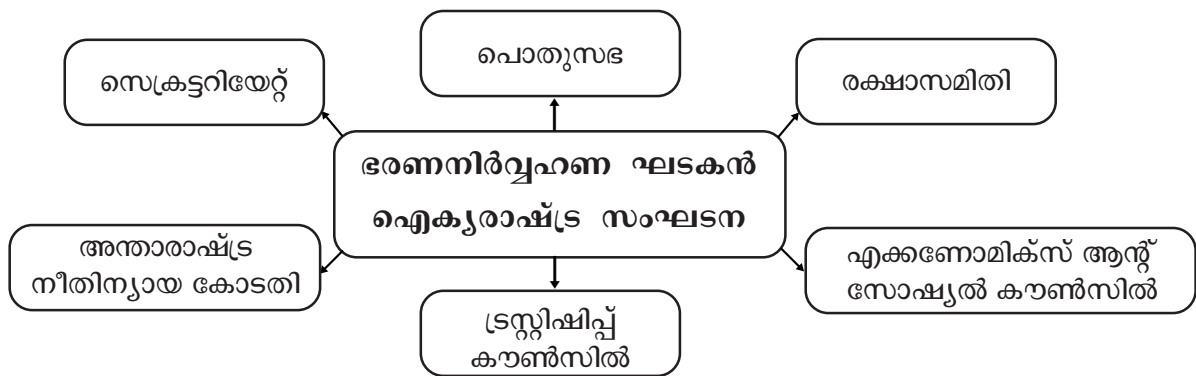 പൊതുസഭ
സെക്രട്ടറിയേറ്റ്
രക്ഷാസമിതി
ഭരണനിർവ്വഹണ ഘടകൻ
ഐക്യരാഷ്ട്ര സംഘടന
അന്താരാഷ്ട്ര
നീതിന്യായ കോടതി
എക്കണോമിക്സ് ആന്റ്
സോഷ്യൽ കൗൺസിൽ
ട്രസ്റ്റിഷിപ്പ്
കൗൺസിൽ